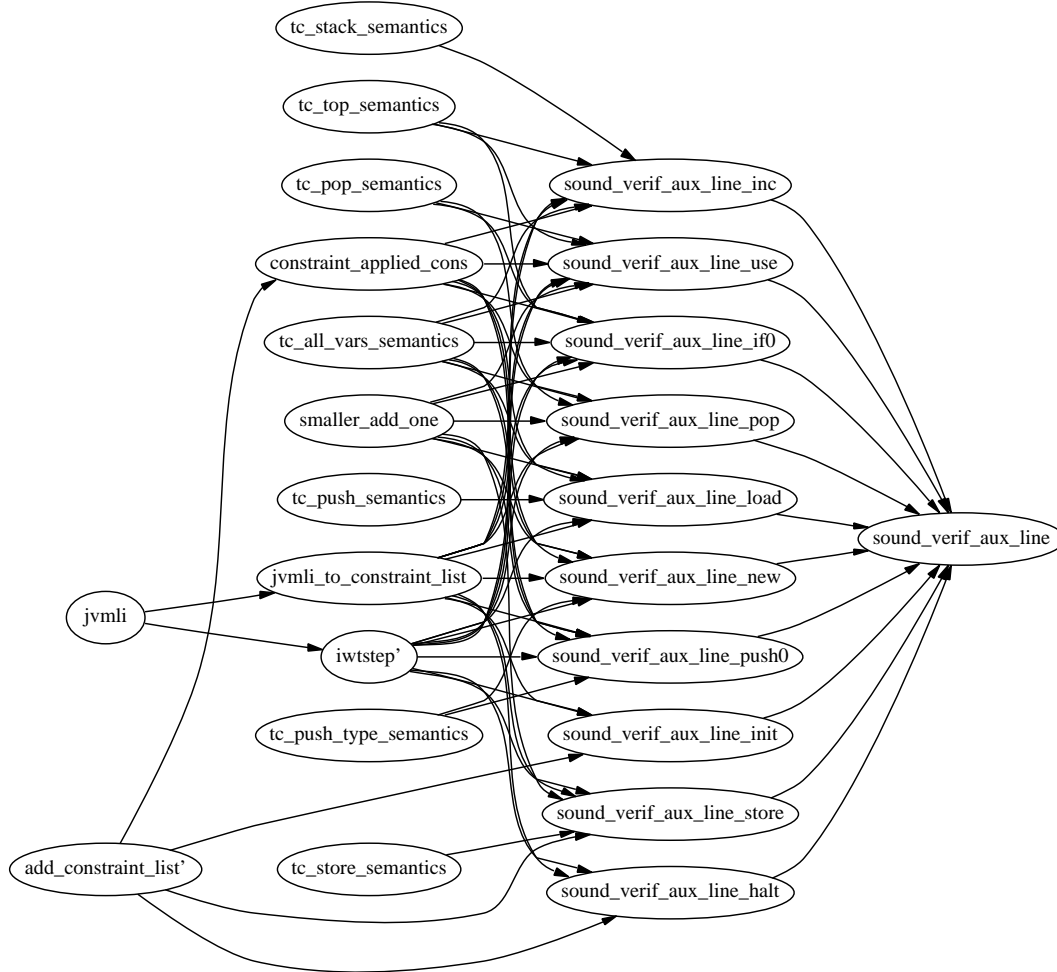 tc_stack_semantics
tc_top_semantics
tc_pop_semantics
sound_verif_aux_line_inc
constraint_applied_cons
sound_verif_aux_line_use
tc_all_vars_semantics
sound_verif_aux_line_if0
smaller_add_one
sound_verif_aux_line_pop
tc_push_semantics
sound_verif_aux_line_load
sound_verif_aux_line
jvmli_to_constraint_list
sound_verif_aux_line_new
jvmli
iwtstep’
sound_verif_aux_line_push0
tc_push_type_semantics
sound_verif_aux_line_init
sound_verif_aux_line_store
add_constraint_list’
tc_store_semantics
sound_verif_aux_line_halt